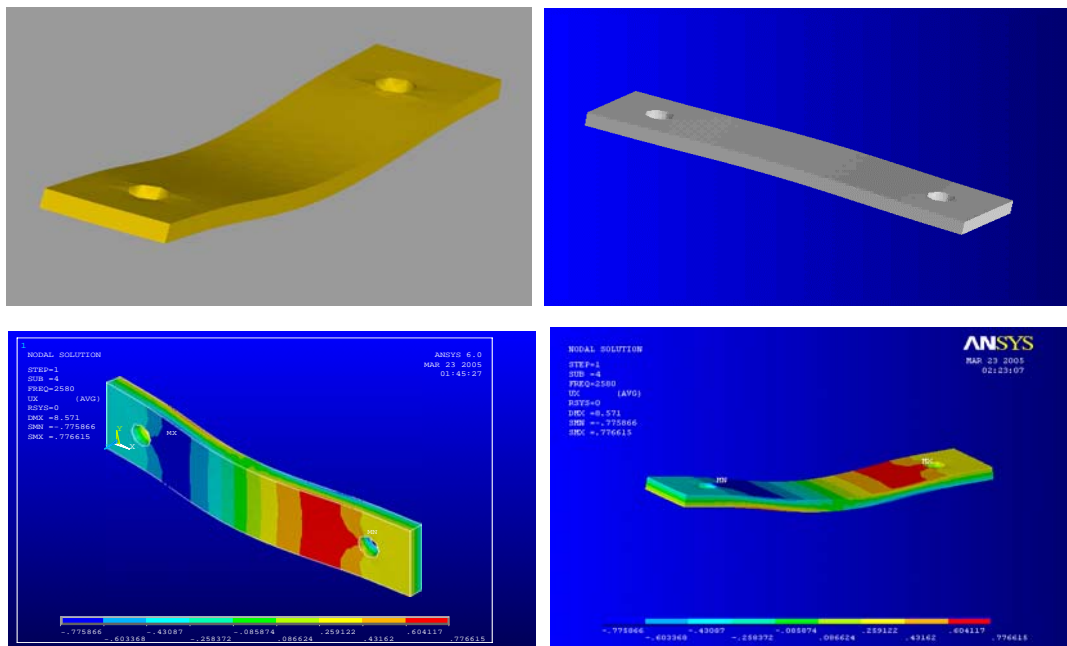 1
NODAL SOLUTION
STEP=1
SUB =4
FREQ=2580
UX (AVG)
RSYS=0
DMX =8.571
SMN =-.775866
SMX =.776615
ANSYS 6.0
MAR 23 2005
01:45:27
MX
Y
X
MN
-.775866 -.43087 -.085874 .259122 .604117
-.603368 -.258372 .086624 .43162 .776615
NODAL SOLUTION
STEP=1
SUB =4
FREQ=2580
UX (AVG)
RSYS=0
DMX =8.571
SMN =-.775866
SMX =.776615
ANSYS
MAR 23 2005
02:23:07
MN
MX
-.775866 -.43087 -.085874 .259122 .604117
-.603368 -.258372 .086624 .43162 .776615